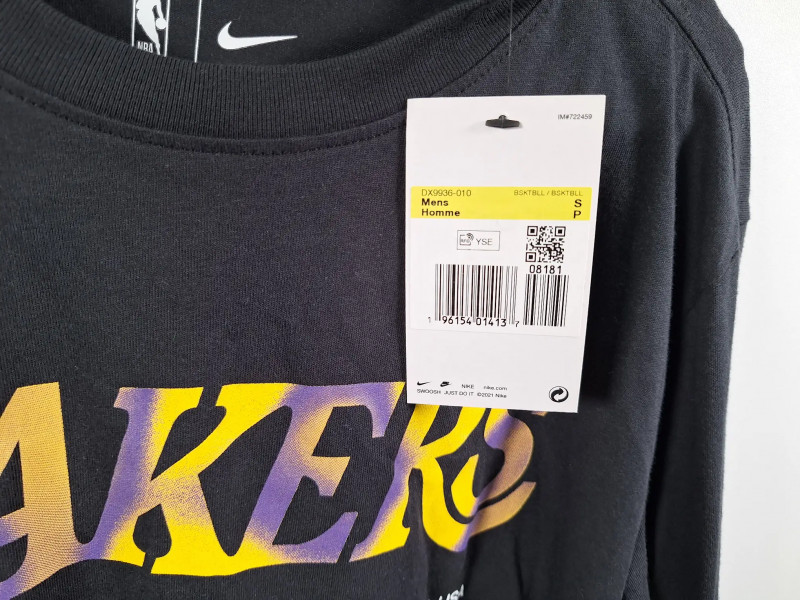 NBA
IM#722459
DX9936-010 BSKTBLL / BSKTBLL
Mens S
Homme P
RFID YSE
08181
1 96154 01413 7
NIKE nike.com
SWOOSH JUST DO IT ©2021 Nike
AKERS